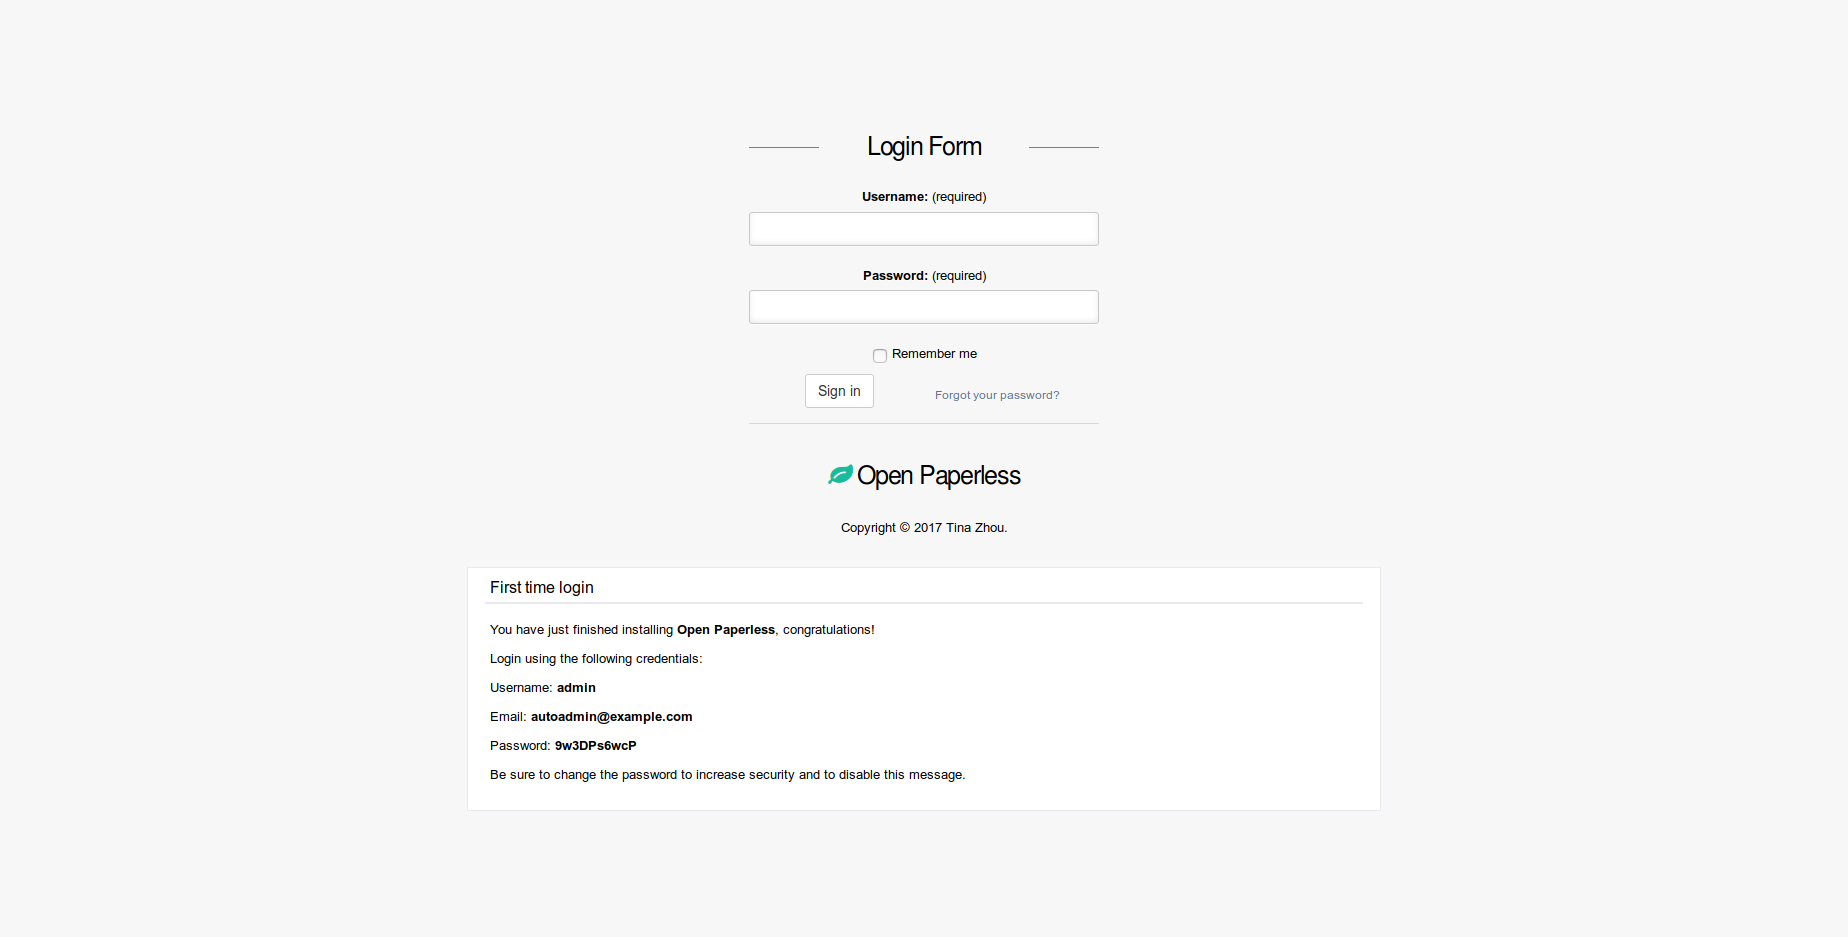 Login Form
Username: (required)
Password: (required)
Remember me
Sign in
Forgot your password?
Open Paperless
Copyright © 2017 Tina Zhou.
First time login
You have just finished installing Open Paperless, congratulations!
Login using the following credentials:
Username: admin
Email: autoadmin@example.com
Password: 9w3DPs6wcP
Be sure to change the password to increase security and to disable this message.